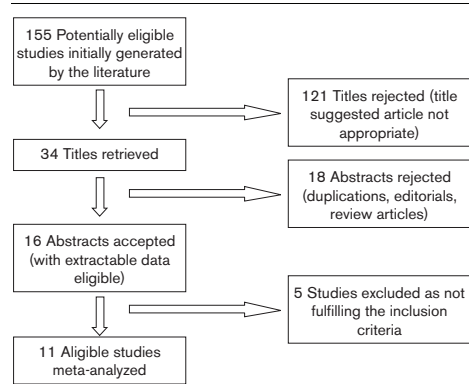 155 Potentially eligible
studies initially generated
by the literature
121 Titles rejected (title
suggested article not
appropriate)
34 Titles retrieved
18 Abstracts rejected
(duplications, editorials,
review articles)
16 Abstracts accepted
(with extractable data
eligible)
5 Studies excluded as not
fulfilling the inclusion
criteria
11 Aligible studies
meta-analyzed